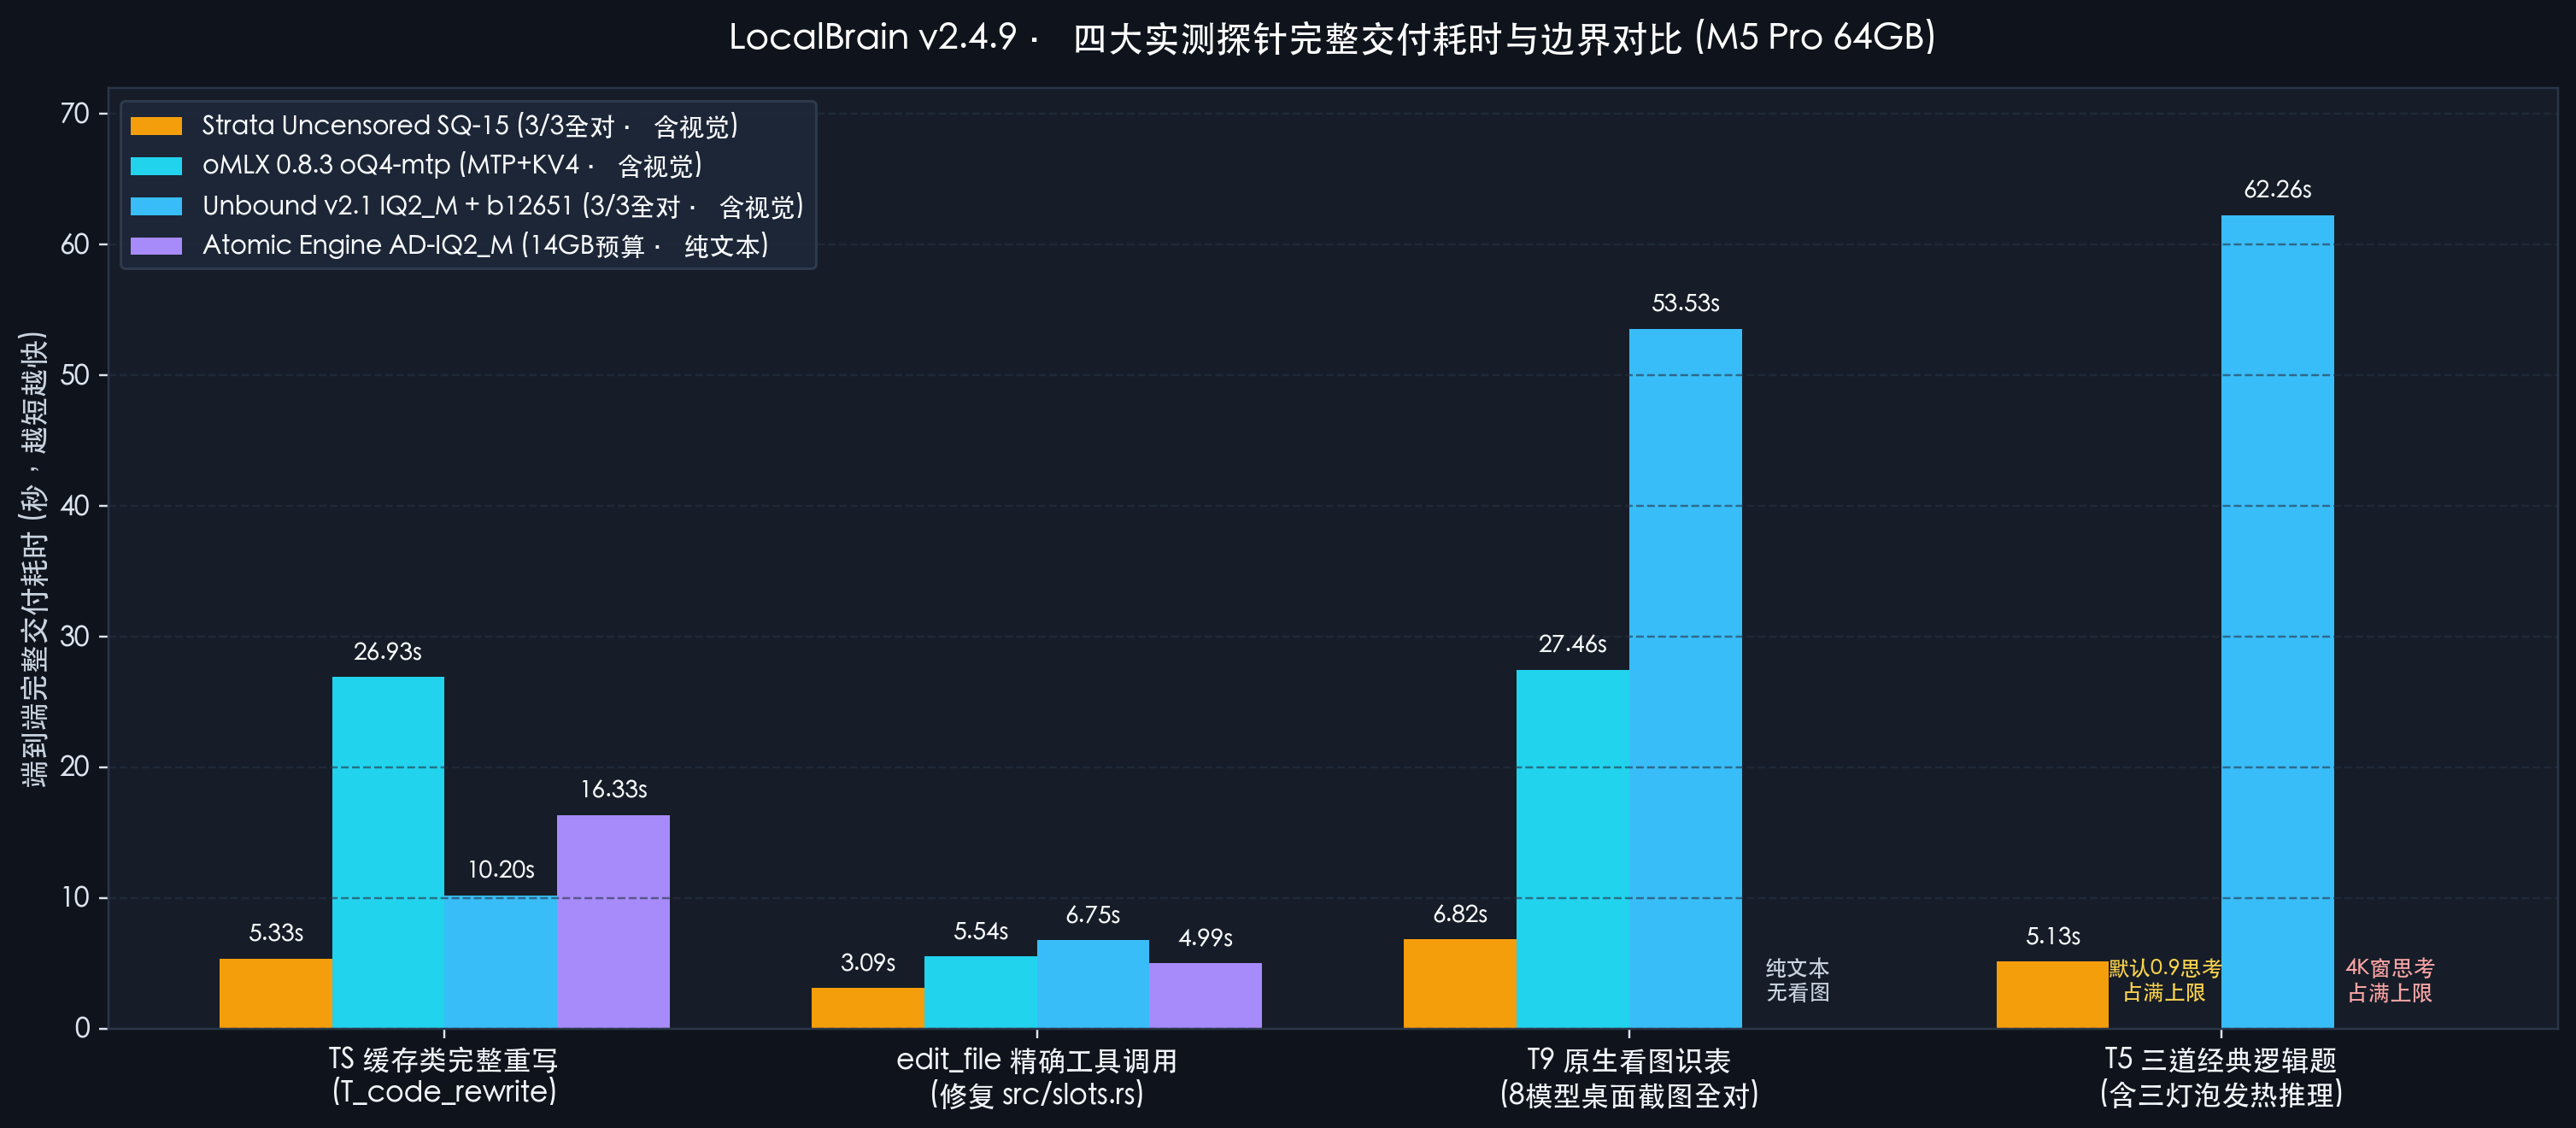 LocalBrain v2.4.9 · 四大实测探针完整交付耗时与边界对比 (M5 Pro 64GB)
端到端完整交付耗时 (秒，越短越快)
70
60
50
40
30
20
10
0
Strata Uncensored SQ-15 (3/3全对 · 含视觉)
oMLX 0.8.3 oQ4-mtp (MTP+KV4 · 含视觉)
Unbound v2.1 IQ2_M + b12651 (3/3全对 · 含视觉)
Atomic Engine AD-IQ2_M (14GB预算 · 纯文本)
5.33s
26.93s
10.20s
16.33s
3.09s
5.54s
6.75s
4.99s
6.82s
27.46s
53.53s
纯文本
无看图
5.13s
默认0.9思考
占满上限
62.26s
4K窗思考
占满上限
TS 缓存类完整重写
(T_code_rewrite)
edit_file 精确工具调用
(修复 src/slots.rs)
T9 原生看图识表
(8模型桌面截图全对)
T5 三道经典逻辑题
(含三灯泡发热推理)